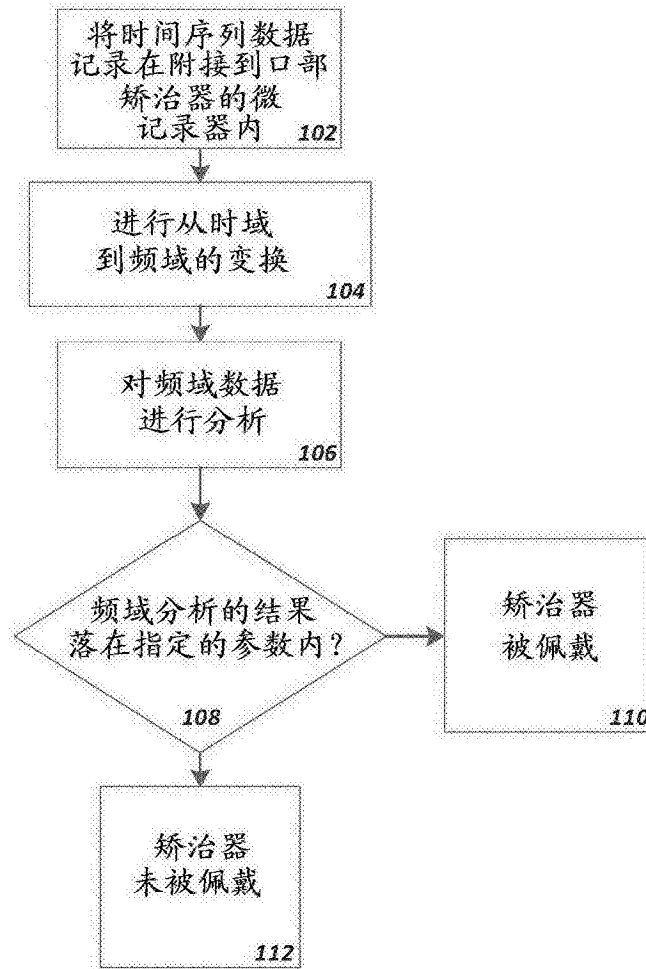 将时间序列数据
记录在附接到口部
矫治器的微
记录器内
102
进行从时域
到频域的变换
104
对频域数据
进行分析
106
频域分析的结果
落在指定的参数内？
108
矫治器
被佩戴
110
矫治器
未被佩戴
112